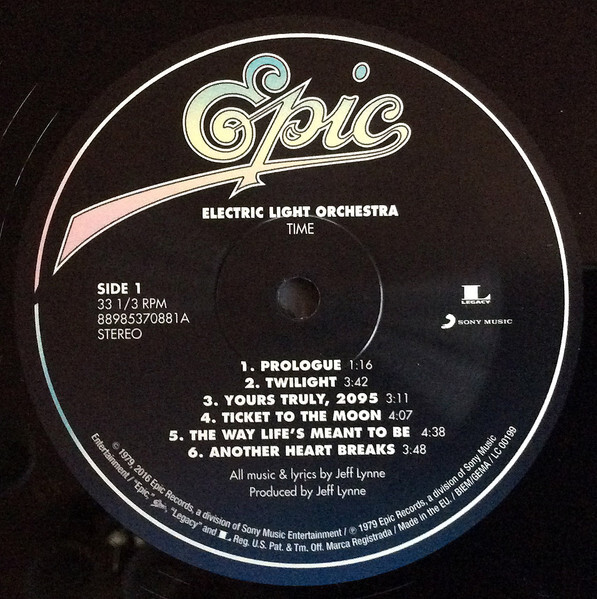 Epic
ELECTRIC LIGHT ORCHESTRA
TIME
SIDE 1
33 1/3 RPM
88985370881A
STEREO
L
LEGACY
SONY MUSIC
1. PROLOGUE 1:16
2. TWILIGHT 3:42
3. YOURS TRULY, 2095 3:11
4. TICKET TO THE MOON 4:07
5. THE WAY LIFE'S MEANT TO BE 4:38
6. ANOTHER HEART BREAKS 3:48
All music & lyrics by Jeff Lynne
Produced by Jeff Lynne
© 1979, 2016 Epic Records, a division of Sony Music Entertainment / ℗ 1979 Epic Records, a division of Sony Music
Entertainment / "Epic," Epic, "Legacy" and L Reg. U.S. Pat. & Tm. Off. Marca Registrada / Made in the EU. / BIEM/GEMA / LC 00199